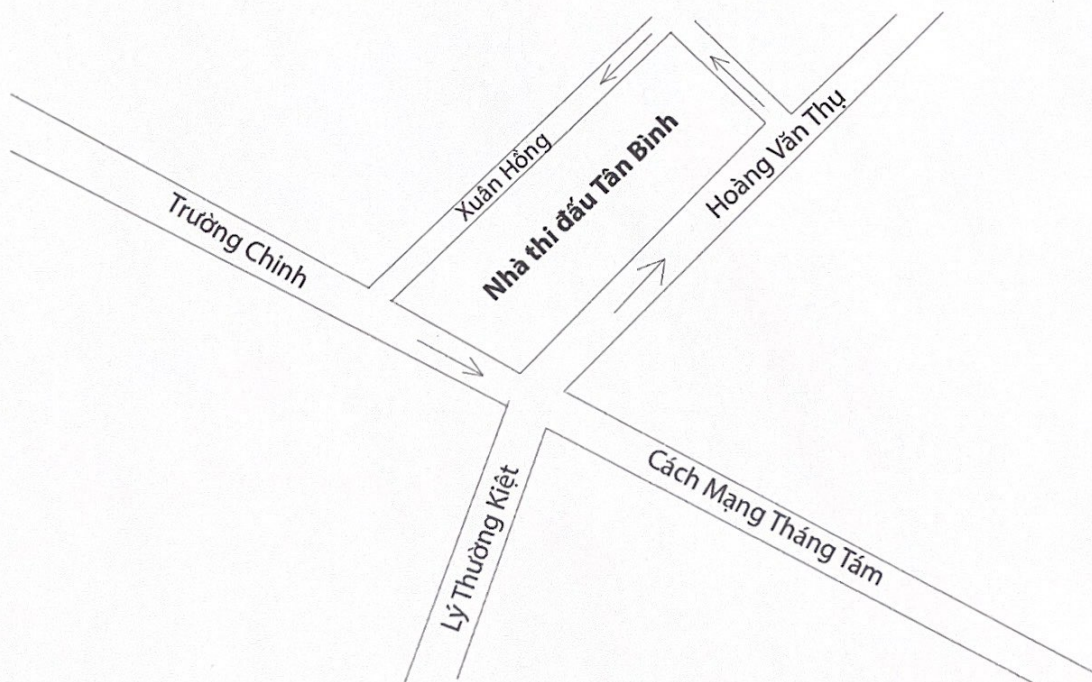 Xuân Hồng
Nhà thi đấu Tân Bình
Hoàng Văn Thụ
Trường Chinh
Lý Thường Kiệt
Cách Mạng Tháng Tám